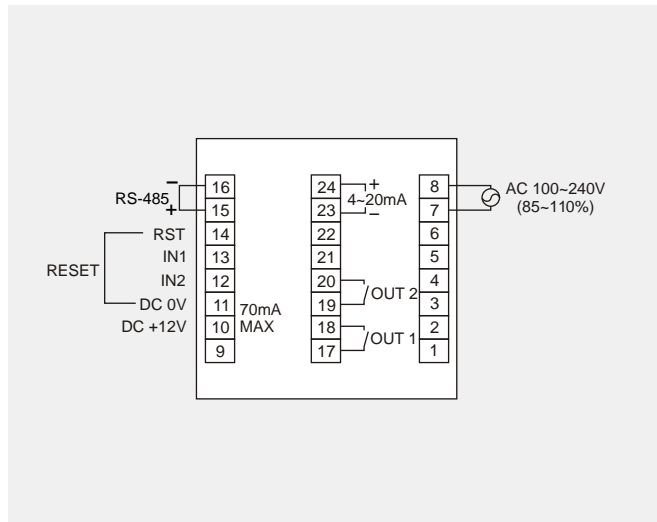 − 16 24 + 8 AC 100~240V
RS-485 4~20mA (85~110%)
+ 15 23 − 7
RST 14 22 6
IN1 13 21 5
RESET
IN2 12 20 4
OUT 2
DC 0V 11 70mA 19 3
DC +12V 10 MAX 18 2
OUT 1
9 17 1